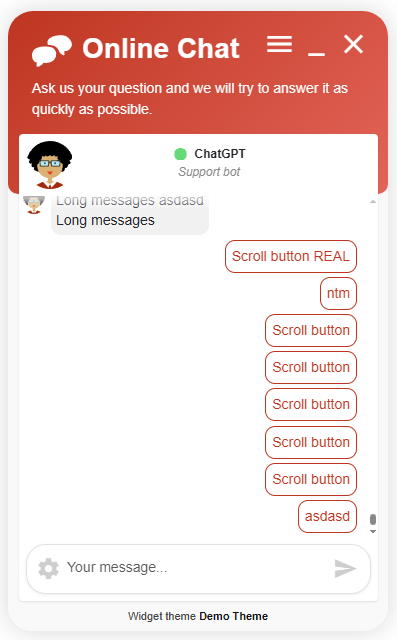 Online Chat
Ask us your question and we will try to answer it as
quickly as possible.
ChatGPT
Support bot
Long messages asdasd
Long messages
Scroll button REAL
ntm
Scroll button
Scroll button
Scroll button
Scroll button
Scroll button
asdasd
Your message...
Widget theme Demo Theme